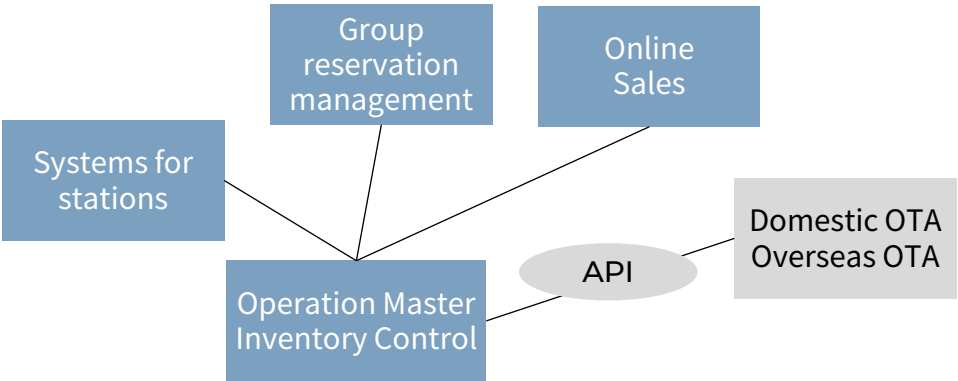 Group
reservation
management
Online
Sales
Systems for
stations
Domestic OTA
Overseas OTA
API
Operation Master
Inventory Control